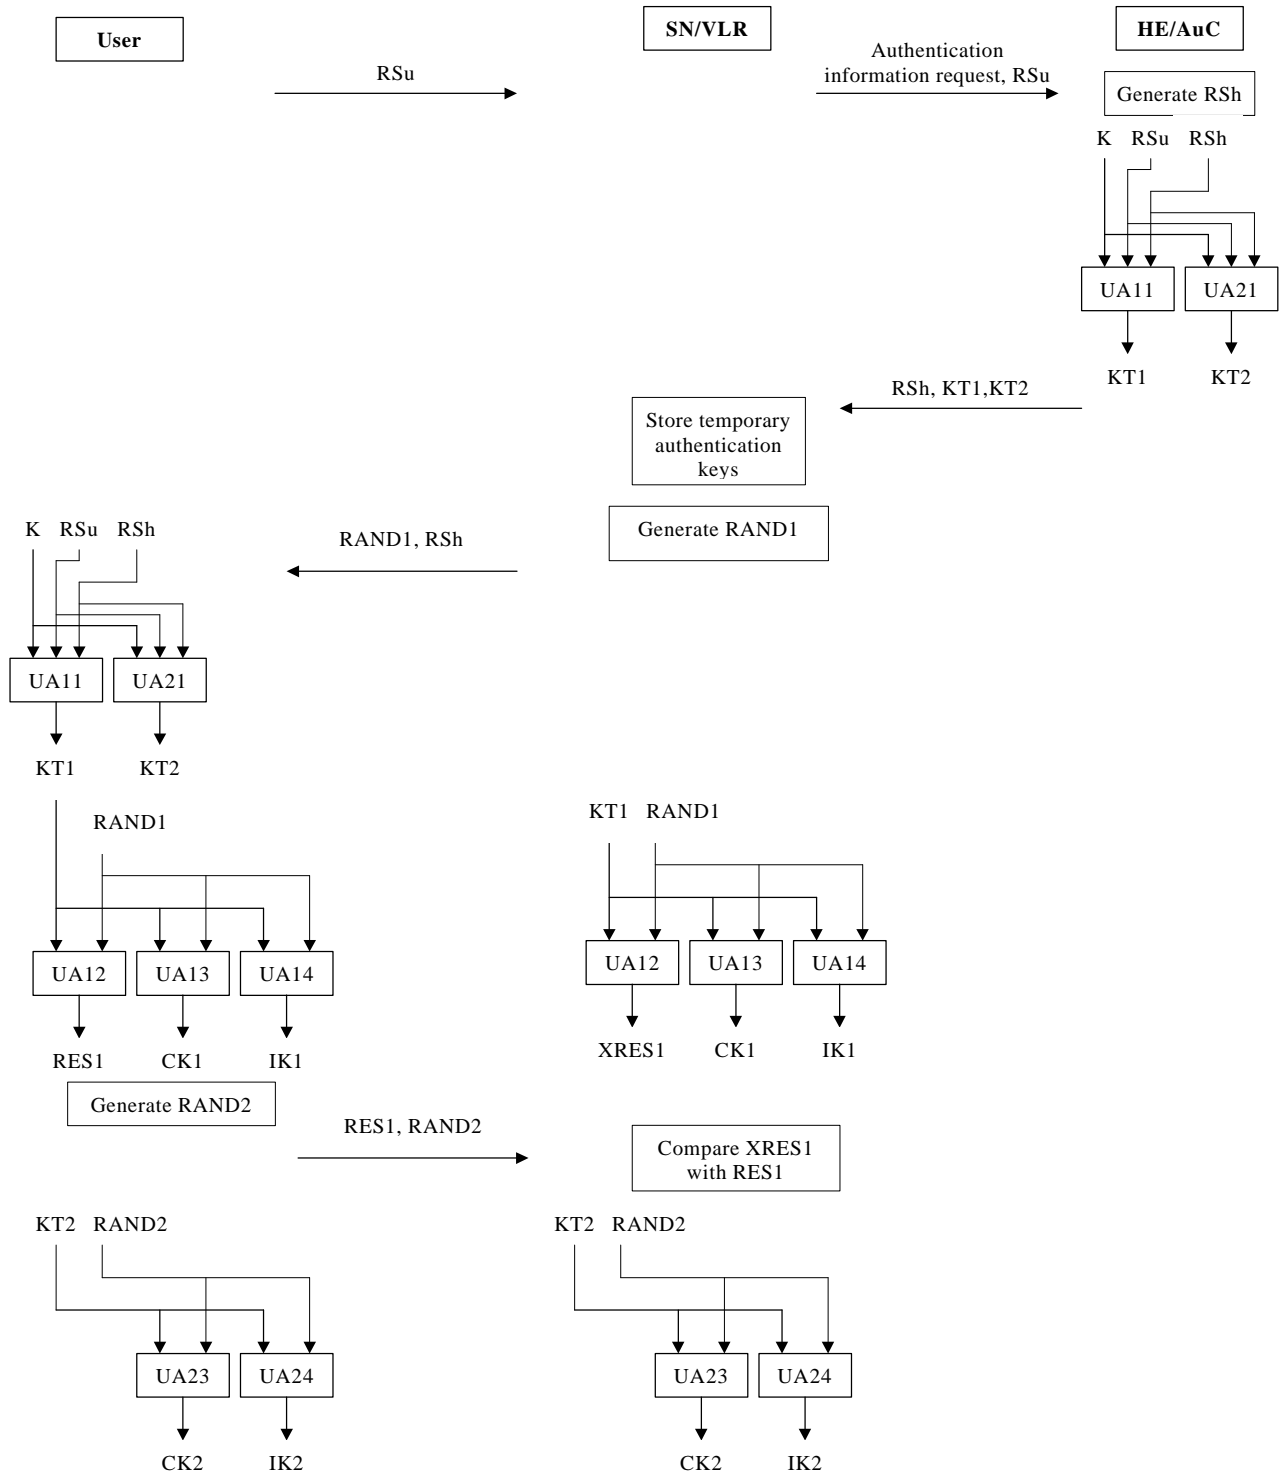 User
SN/VLR
HE/AuC
RSu
Authentication
information request, RSu
Generate RSh
K RSu RSh
UA11 UA21
KT1 KT2
RSh, KT1,KT2
Store temporary
authentication
keys
Generate RAND1
K RSu RSh
RAND1, RSh
UA11 UA21
KT1 KT2
RAND1
KT1 RAND1
UA12 UA13 UA14
UA12 UA13 UA14
RES1 CK1 IK1
XRES1 CK1 IK1
Generate RAND2
RES1, RAND2
Compare XRES1
with RES1
KT2 RAND2
KT2 RAND2
UA23 UA24
UA23 UA24
CK2 IK2
CK2 IK2